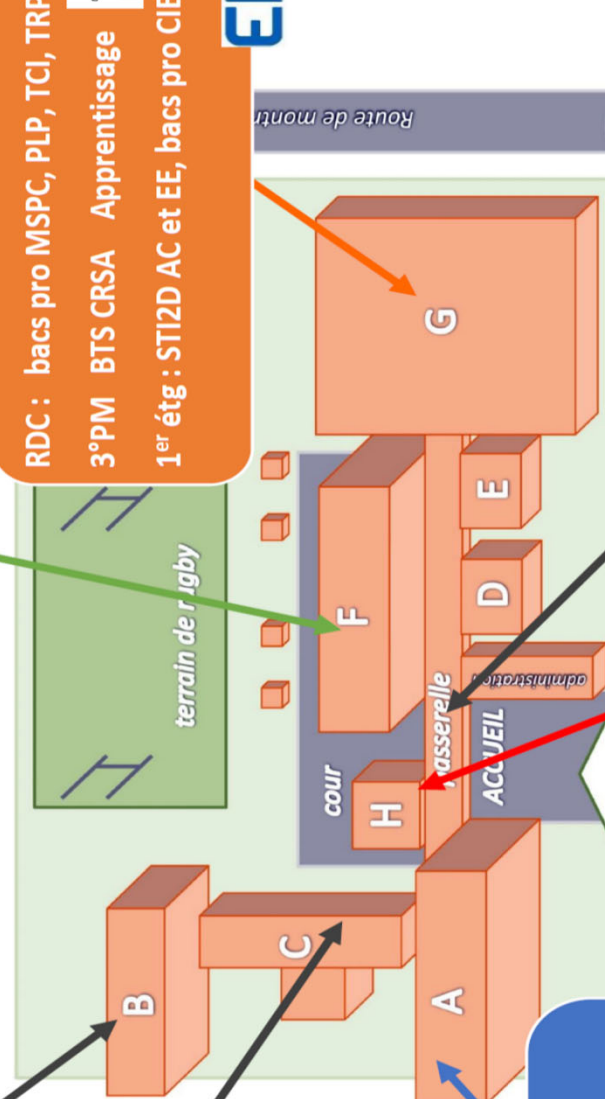 RDC : bacs pro MSPC, PLP, TCI, TRP
3°PM BTS CRSA Apprentissage
1er étg : STI2D AC et EE, bacs pro CIE
Route de montr
terrain de rugby
cour
passerelle
ACCUEIL
administration
A
B
C
D
E
F
G
H